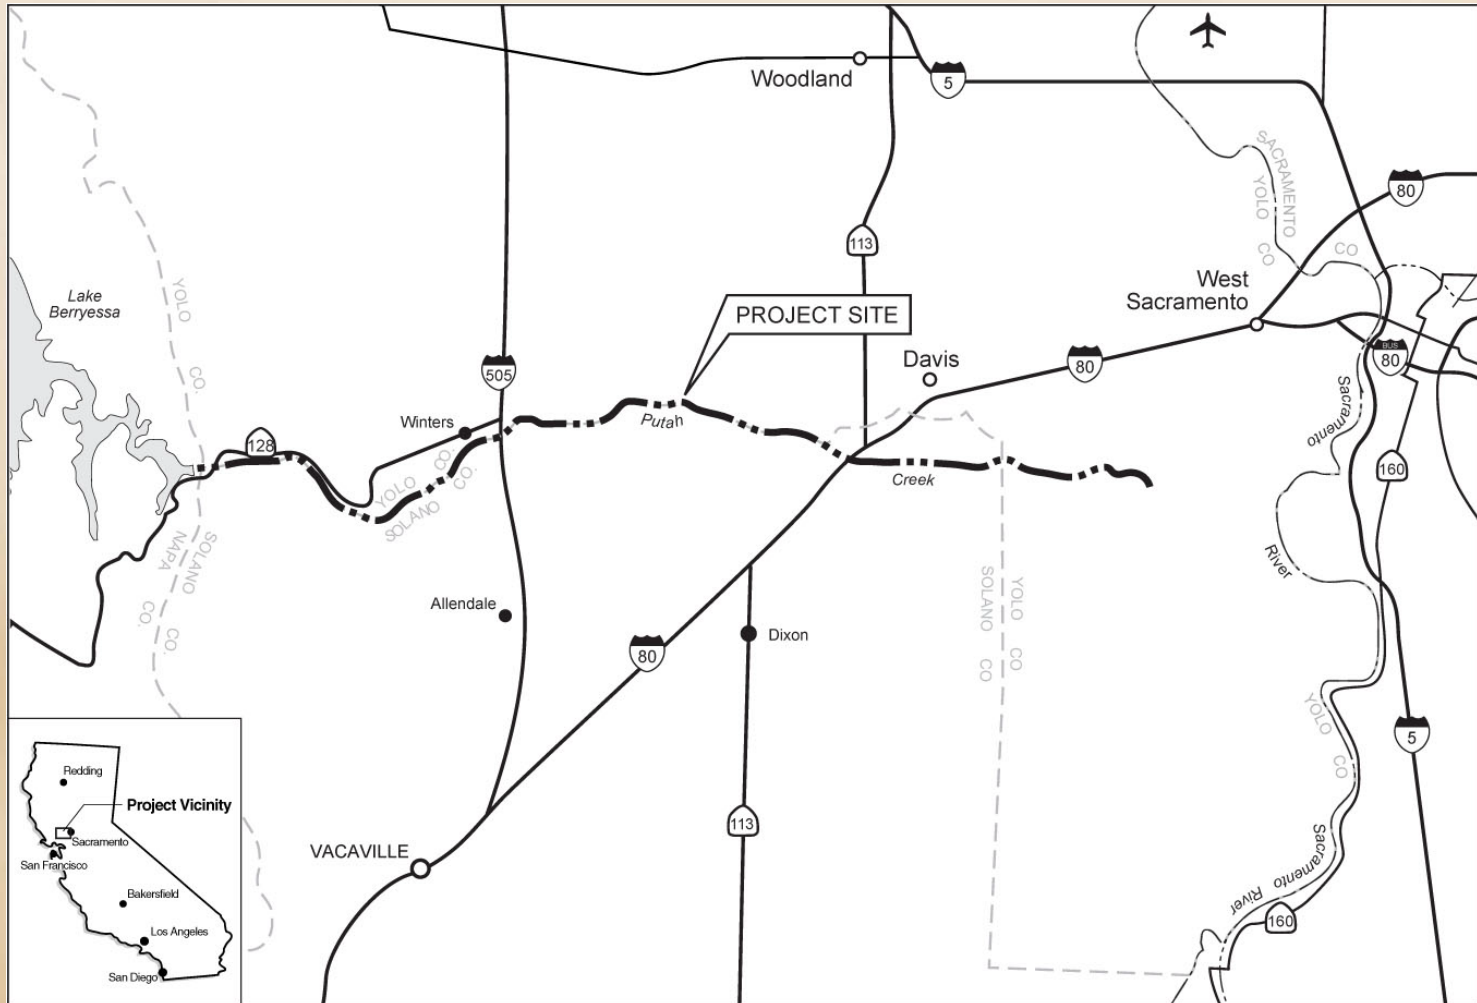 Woodland
5
SACRAMENTO
YOLO
CO
CO
80
113
West
Sacramento
Lake
Berryessa
YOLO
CO.
PROJECT SITE
Davis
80
BUS
80
505
Winters
Putah
128
Creek
YOLO
CO.
SOLANO
CO.
Sacramento
River
160
SOLANO
CO.
NAPA
CO.
Allendale
Dixon
80
YOLO
CO
SOLANO
CO
YOLO
CO
5
113
VACAVILLE
Sacramento
River
160
Redding
Project Vicinity
Sacramento
San Francisco
Bakersfield
Los Angeles
San Diego